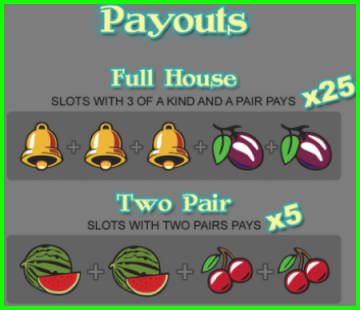 Payouts
Full House
SLOTS WITH 3 OF A KIND AND A PAIR PAYS x25
Two Pair
SLOTS WITH TWO PAIRS PAYS x5